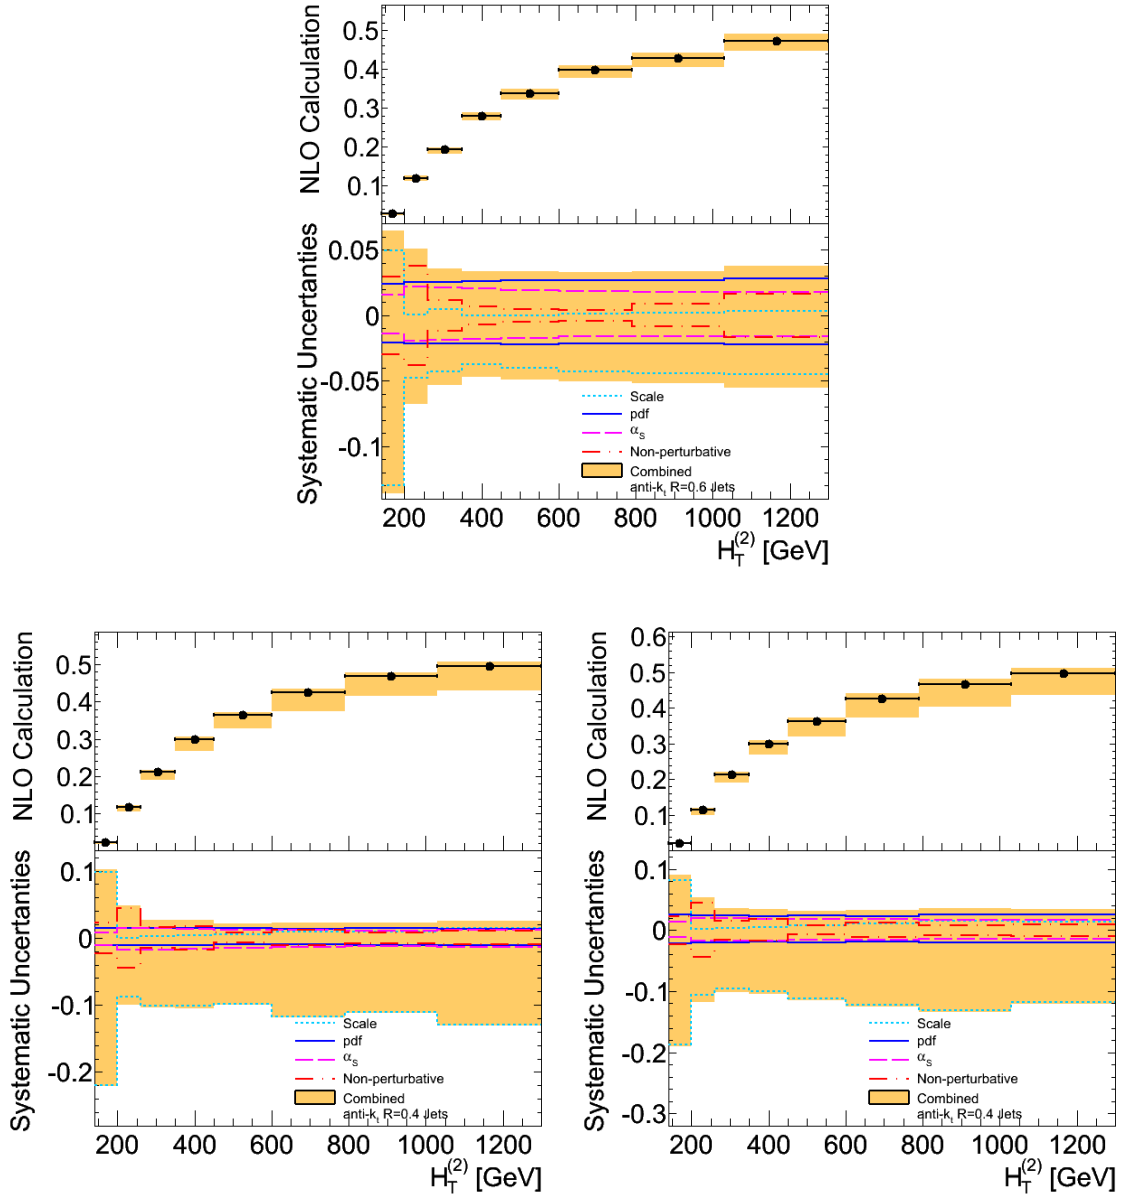 NLO Calculation
0.5
0.4
0.3
0.2
0.1
Systematic Uncertanties
0.05
0
-0.05
-0.1
Scale
pdf
αS
Non-perturbative
Combined
anti-kt R=0.6 Jets
200 400 600 800 1000 1200
HT(2) [GeV]
NLO Calculation
0.5
0.4
0.3
0.2
0.1
Systematic Uncertanties
0.1
0
-0.1
-0.2
Scale
pdf
αS
Non-perturbative
Combined
anti-kt R=0.4 Jets
200 400 600 800 1000 1200
HT(2) [GeV]
NLO Calculation
0.6
0.5
0.4
0.3
0.2
0.1
Systematic Uncertanties
0.1
0
-0.1
-0.2
-0.3
Scale
pdf
αS
Non-perturbative
Combined
anti-kt R=0.4 Jets
200 400 600 800 1000 1200
HT(2) [GeV]